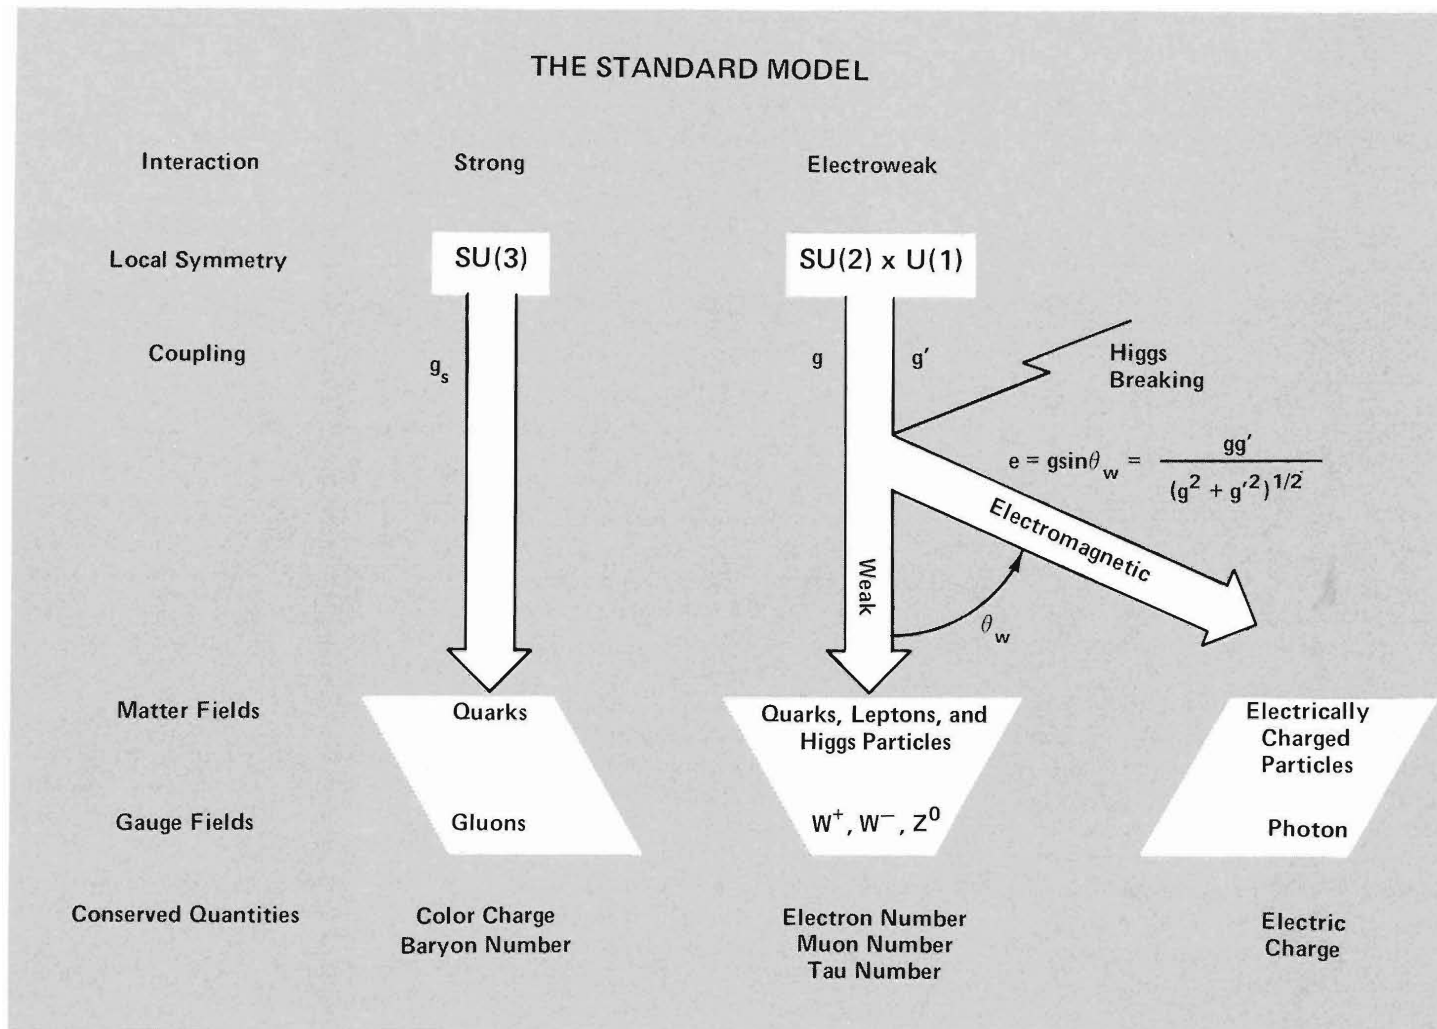 THE STANDARD MODEL
Interaction Strong Electroweak
Local Symmetry SU(3) SU(2) x U(1)
Coupling g_s g g′ Higgs
Breaking
e = gsinθ_w = gg′ / (g² + g′²)^1/2
Electromagnetic
Weak
θ_w
Matter Fields Quarks Quarks, Leptons, and
Higgs Particles
Electrically
Charged
Particles
Gauge Fields Gluons W⁺, W⁻, Z⁰ Photon
Conserved Quantities Color Charge
Baryon Number
Electron Number
Muon Number
Tau Number
Electric
Charge